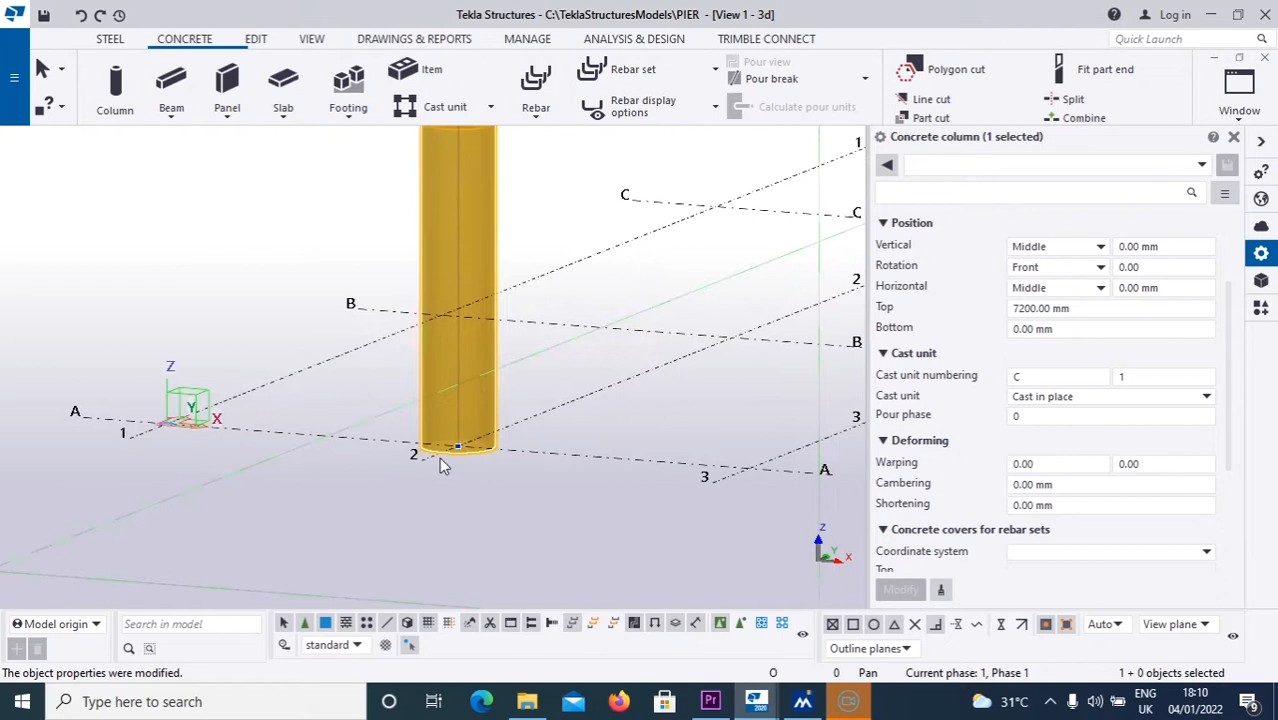 Tekla Structures - C:\TeklaStructuresModels\PIER - [View 1 - 3d]
Log in
STEEL CONCRETE EDIT VIEW DRAWINGS & REPORTS MANAGE ANALYSIS & DESIGN TRIMBLE CONNECT Quick Launch
Column Beam Panel Slab Footing Item Cast unit Rebar Rebar set Rebar display options Pour view Pour break Calculate pour units Polygon cut Line cut Part cut Fit part end Split Combine Window
Concrete column (1 selected)
Position
Vertical Middle 0.00 mm
Rotation Front 0.00
Horizontal Middle 0.00 mm
Top 7200.00 mm
Bottom 0.00 mm
Cast unit
Cast unit numbering C 1
Cast unit Cast in place
Pour phase 0
Deforming
Warping 0.00 0.00
Cambering 0.00 mm
Shortening 0.00 mm
Concrete covers for rebar sets
Coordinate system
Top
Modify
1
C C
2
B B
Z
Y X
A 1
2
3
3 A
Z
Y
X
Model origin Search in model
standard
Auto View plane
Outline planes
The object properties were modified. O 0 Pan Current phase: 1, Phase 1 1 + 0 objects selected
Type here to search
Pr
2020
31°C
ENG
UK
18:10
04/01/2022
9